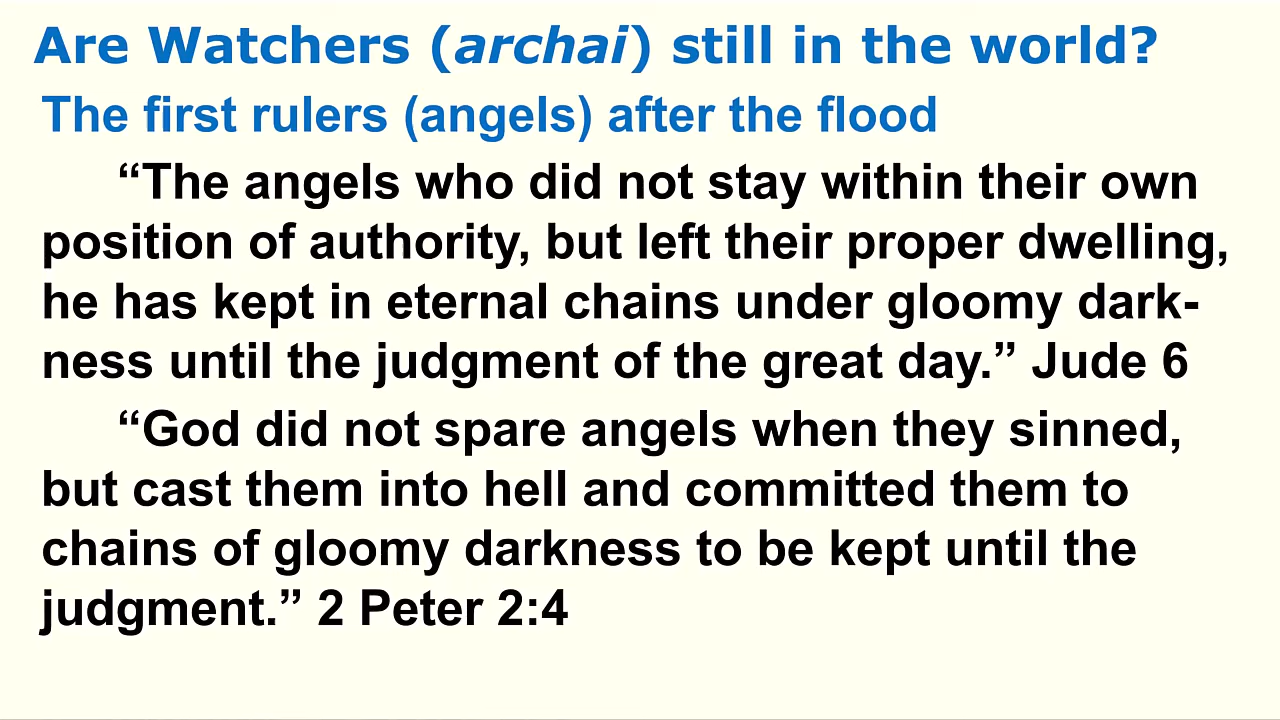 Are Watchers (archai) still in the world?
The first rulers (angels) after the flood
“The angels who did not stay within their own
position of authority, but left their proper dwelling,
he has kept in eternal chains under gloomy dark-
ness until the judgment of the great day.” Jude 6
“God did not spare angels when they sinned,
but cast them into hell and committed them to
chains of gloomy darkness to be kept until the
judgment.” 2 Peter 2:4